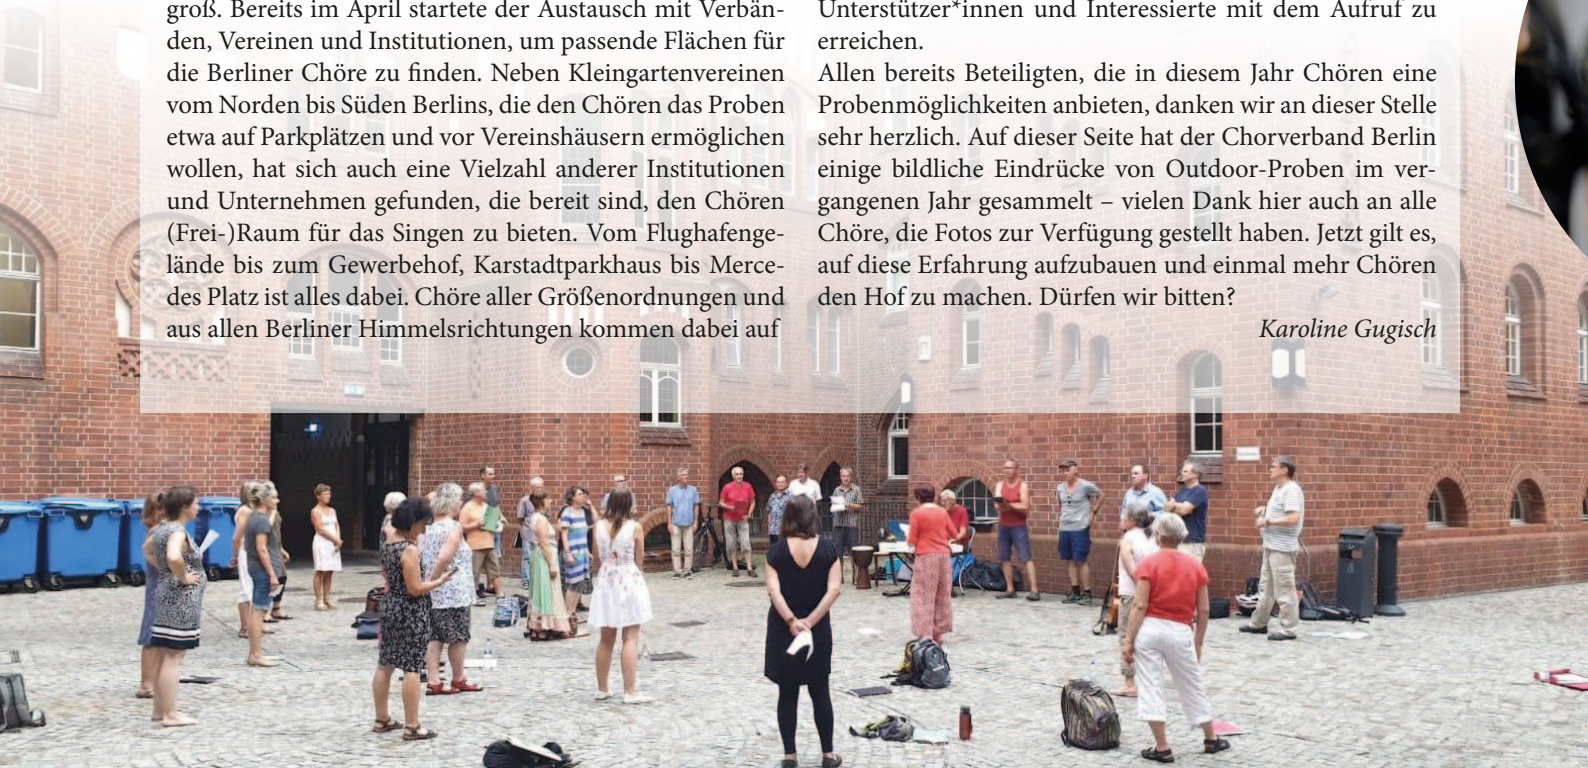 groß. Bereits im April startete der Austausch mit Verbän-
den, Vereinen und Institutionen, um passende Flächen für
die Berliner Chöre zu finden. Neben Kleingartenvereinen
vom Norden bis Süden Berlins, die den Chören das Proben
etwa auf Parkplätzen und vor Vereinshäusern ermöglichen
wollen, hat sich auch eine Vielzahl anderer Institutionen
und Unternehmen gefunden, die bereit sind, den Chören
(Frei-)Raum für das Singen zu bieten. Vom Flughafenge-
lände bis zum Gewerbehof, Karstadtparkhaus bis Merce-
des Platz ist alles dabei. Chöre aller Größenordnungen und
aus allen Berliner Himmelsrichtungen kommen dabei auf
Unterstützer*innen und Interessierte mit dem Aufruf zu
erreichen.
Allen bereits Beteiligten, die in diesem Jahr Chören eine
Probenmöglichkeiten anbieten, danken wir an dieser Stelle
sehr herzlich. Auf dieser Seite hat der Chorverband Berlin
einige bildliche Eindrücke von Outdoor-Proben im ver-
gangenen Jahr gesammelt – vielen Dank hier auch an alle
Chöre, die Fotos zur Verfügung gestellt haben. Jetzt gilt es,
auf diese Erfahrung aufzubauen und einmal mehr Chören
den Hof zu machen. Dürfen wir bitten?
Karoline Gugisch